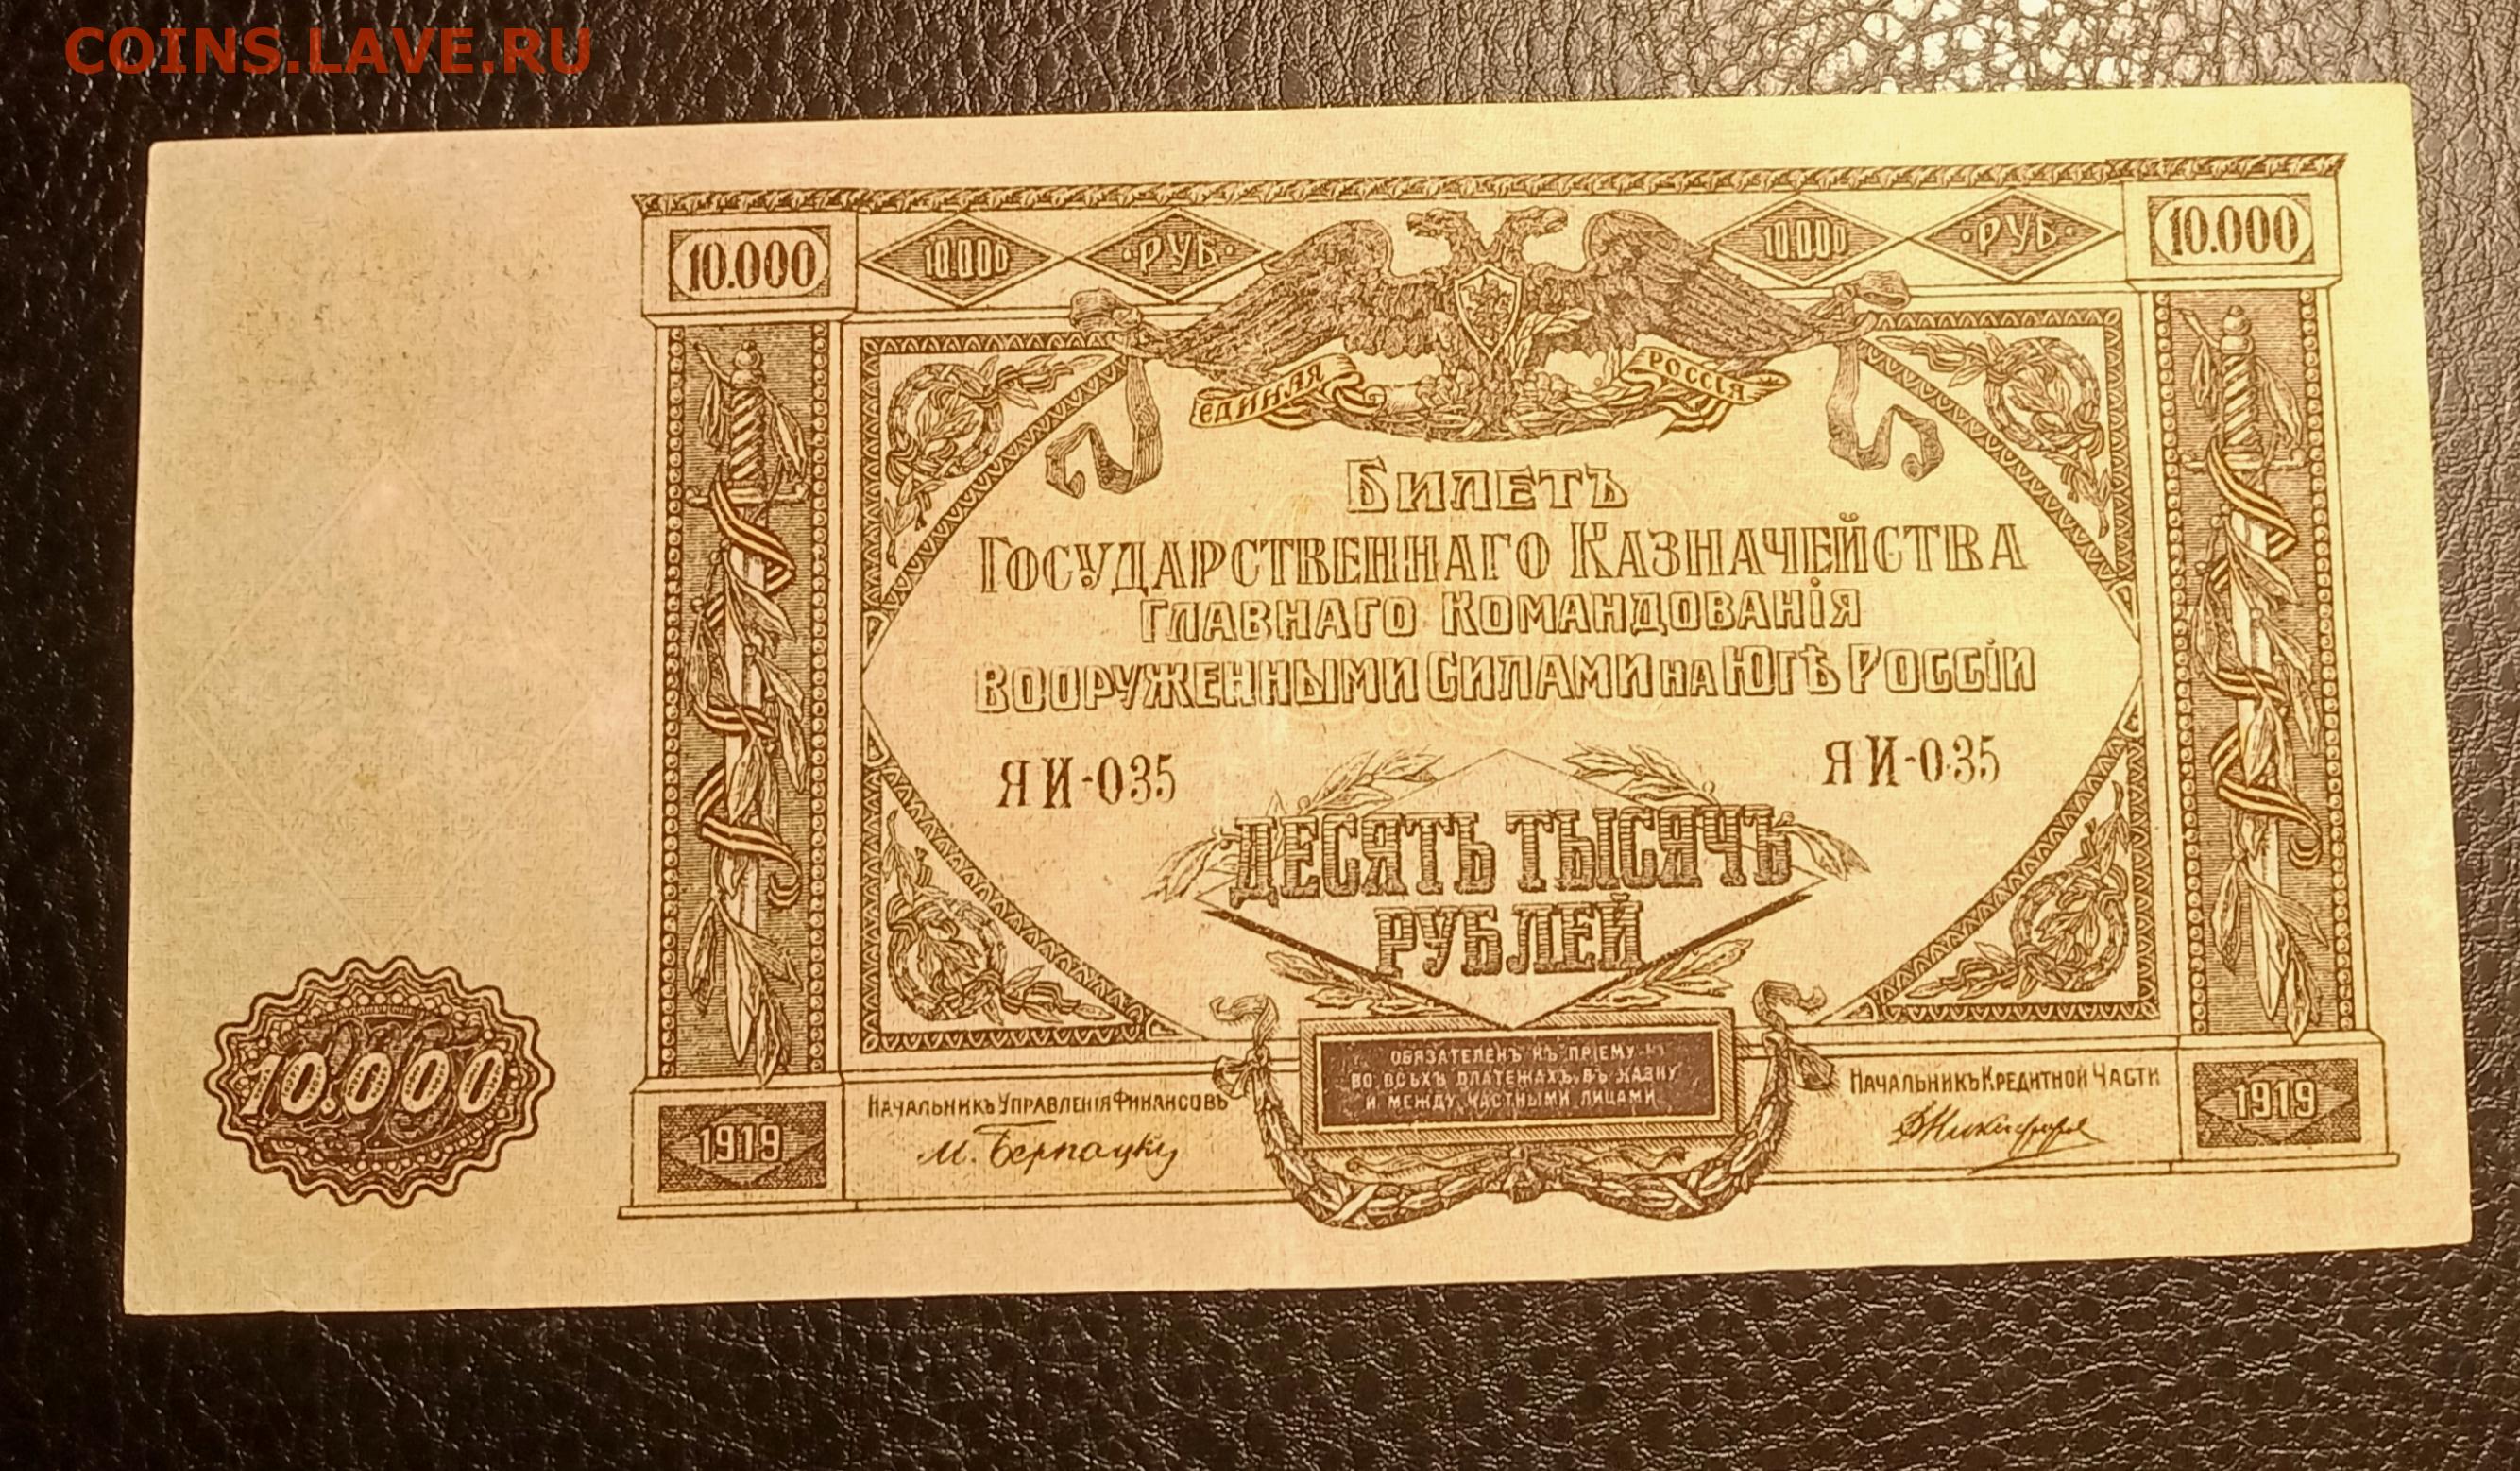 COINS.LAVE.RU
10.000 10.000 ·РУБ· 10.000 ·РУБ· 10.000
ЕДИНАЯ РОССІЯ
БИЛЕТЪ
ГОСУДАРСТВЕННАГО КАЗНАЧЕЙСТВА
ГЛАВНАГО КОМАНДОВАНІЯ
ВООРУЖЕННЫМИ СИЛАМИ НА ЮГѢ РОССІИ
ЯИ-035 ЯИ-035
ДЕСЯТЬ ТЫСЯЧЪ
РУБЛЕЙ
10.000
ОБЯЗАТЕЛЕНЪ КЪ ПРІЕМУ
ВО ВСѢХЪ ПЛАТЕЖАХЪ ВЪ КАЗНУ
И МЕЖДУ ЧАСТНЫМИ ЛИЦАМИ
НАЧАЛЬНИКЪ УПРАВЛЕНІЯ ФИНАНСОВЪ НАЧАЛЬНИКЪ КРЕДИТНОЙ ЧАСТИ
1919 М. Бернацкій 1919